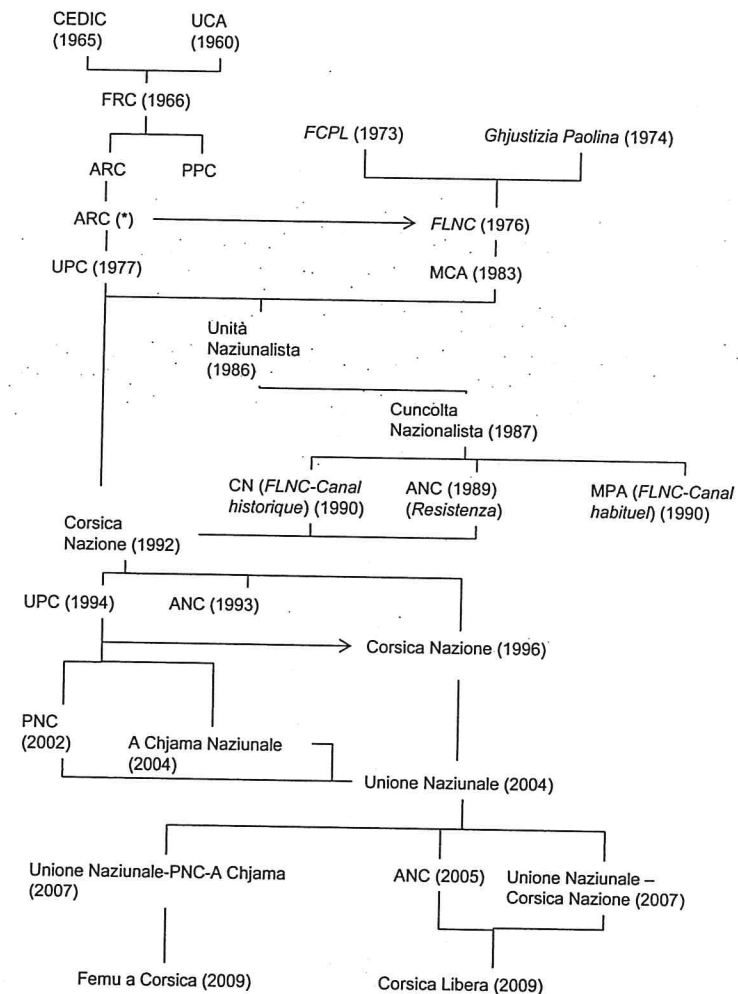 CEDIC
(1965)
UCA
(1960)
FRC (1966)
FCPL (1973)
Ghjustizia Paolina (1974)
ARC
PPC
ARC (*)
FLNC (1976)
UPC (1977)
MCA (1983)
Unità
Naziunalista
(1986)
Cuncolta
Nazionalista (1987)
CN (FLNC-Canal
historique) (1990)
ANC (1989)
(Resistenza)
MPA (FLNC-Canal
habituel) (1990)
Corsica
Nazione (1992)
UPC (1994)
ANC (1993)
Corsica Nazione (1996)
PNC
(2002)
A Chjama Naziunale
(2004)
Unione Naziunale (2004)
Unione Naziunale-PNC-A Chjama
(2007)
ANC (2005)
Unione Naziunale –
Corsica Nazione (2007)
Femu a Corsica (2009)
Corsica Libera (2009)